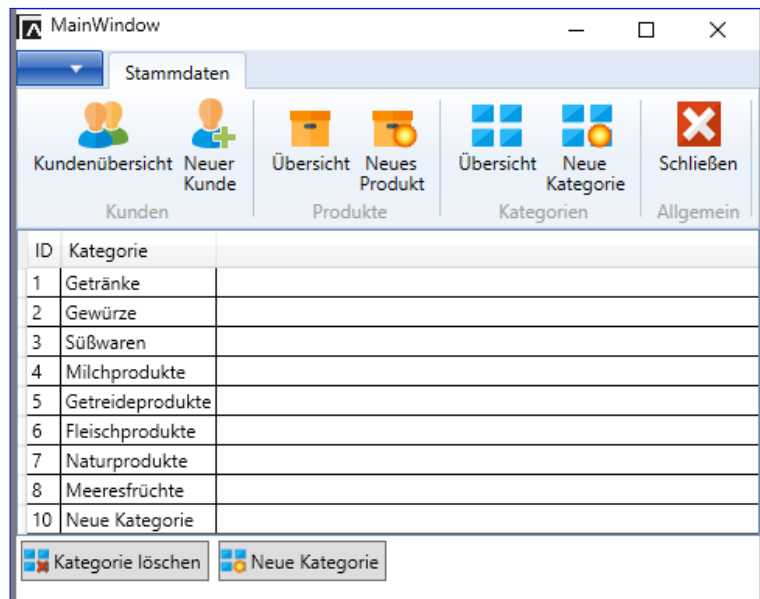 MainWindow
Stammdaten
Kundenübersicht Neuer Kunde Übersicht Neues Produkt Übersicht Neue Kategorie Schließen
Kunden Produkte Kategorien Allgemein
ID Kategorie
1 Getränke
2 Gewürze
3 Süßwaren
4 Milchprodukte
5 Getreideprodukte
6 Fleischprodukte
7 Naturprodukte
8 Meeresfrüchte
10 Neue Kategorie
Kategorie löschen Neue Kategorie